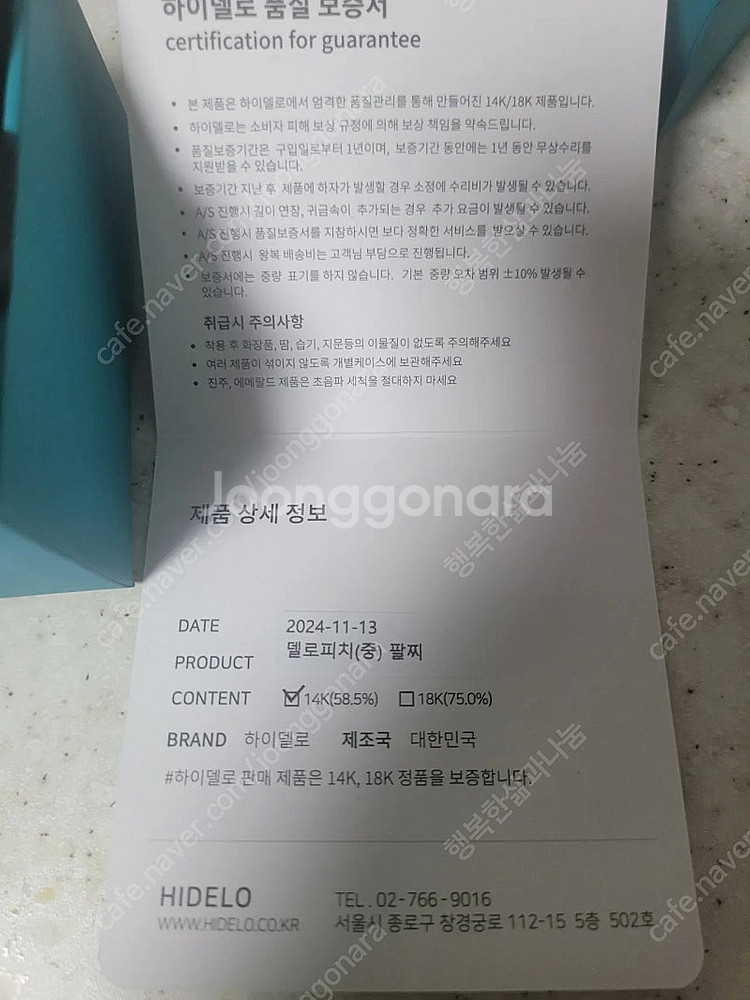 하이델로 품질 보증서
certification for guarantee
• 본 제품은 하이델로에서 엄격한 품질관리를 통해 만들어진 14K/18K 제품입니다.
• 하이델로는 소비자 피해 보상 규정에 의해 보상 책임을 약속드립니다.
• 품질보증기간은 구입일로부터 1년이며, 보증기간 동안에는 1년 동안 무상수리를
지원받을 수 있습니다.
• 보증기간 지난 후 제품에 하자가 발생할 경우 소정에 수리비가 발생될 수 있습니다.
• A/S 진행시 길이 연장, 귀금속이 추가되는 경우 추가 요금이 발생될 수 있습니다.
• A/S 진행시 품질보증서를 지참하시면 보다 정확한 서비스를 받으실 수 있습니다.
• A/S 진행시 왕복 배송비는 고객님 부담으로 진행됩니다.
• 보증서에는 중량 표기를 하지 않습니다. 기본 중량 오차 범위 ±10% 발생될 수
있습니다.
취급시 주의사항
• 착용 후 화장품, 땀, 습기, 지문등의 이물질이 없도록 주의해주세요
• 여러 제품이 섞이지 않도록 개별케이스에 보관해주세요
• 진주, 에메랄드 제품은 초음파 세척을 절대하지 마세요
Joonggonara
제품 상세 정보
DATE 2024-11-13
PRODUCT 델로피치(중) 팔찌
CONTENT 14K(58.5%) 18K(75.0%)
BRAND 하이델로 제조국 대한민국
#하이델로 판매 제품은 14K, 18K 정품을 보증합니다.
HIDELO TEL . 02-766-9016
WWW.HIDELO.CO.KR 서울시 종로구 창경궁로 112-15 5층 502호
cafe.naver.com/joonggonara
행복한삶과나눔